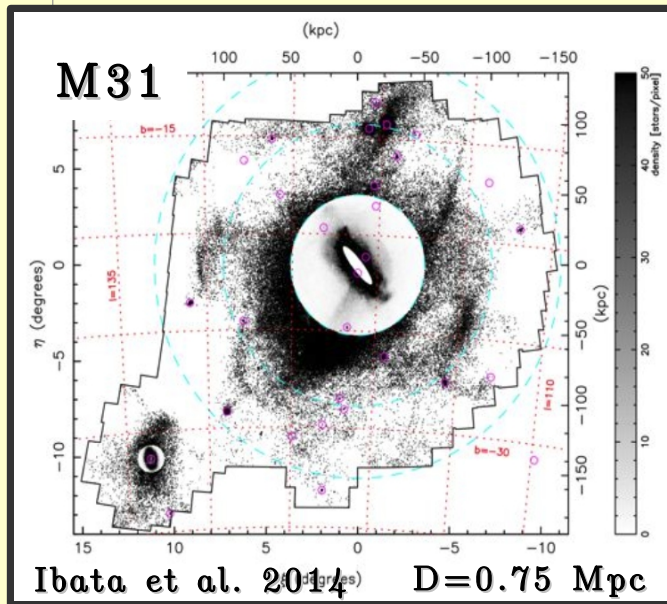 (kpc)
100 50 0 −50 −100 −150
M31
b=−15
l=135
l=110
b=−30
η (degrees)
5
0
−5
−10
100
50
0
−50
−100
−150
(kpc)
50
40
30
20
10
0
density [stars/pixel]
15 10 5 0 −5 −10
(degrees)
Ibata et al. 2014 D=0.75 Mpc